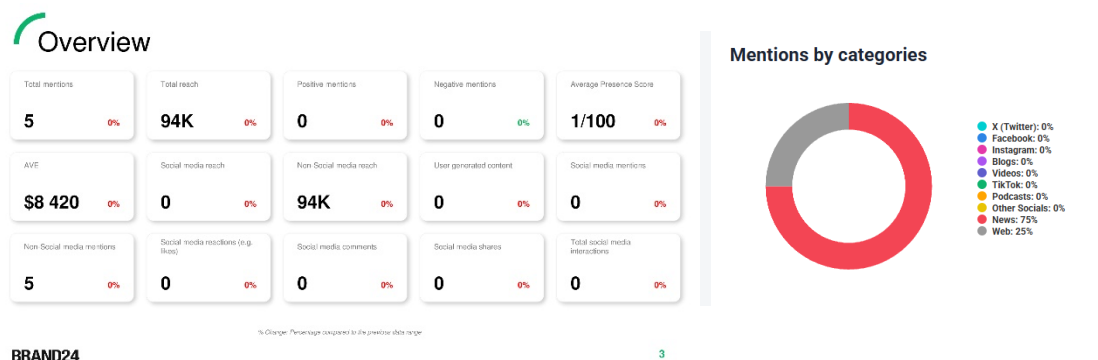 Overview
Total mentions
5 0%
Total reach
94K 0%
Positive mentions
0 0%
Negative mentions
0 0%
Average Presence Score
1/100 0%
AVE
$8 420 0%
Social media reach
0 0%
Non-Social media reach
94K 0%
User generated content
0 0%
Social media mentions
0 0%
Non-Social media mentions
5 0%
Social media reactions (e.g.
likes)
0 0%
Social media comments
0 0%
Social media shares
0 0%
Total social media
interactions
0 0%
% Change: Percentage compared to the previous date range
BRAND24
3
Mentions by categories
X (Twitter): 0%
Facebook: 0%
Instagram: 0%
Blogs: 0%
Videos: 0%
TikTok: 0%
Podcasts: 0%
Other Socials: 0%
News: 75%
Web: 25%